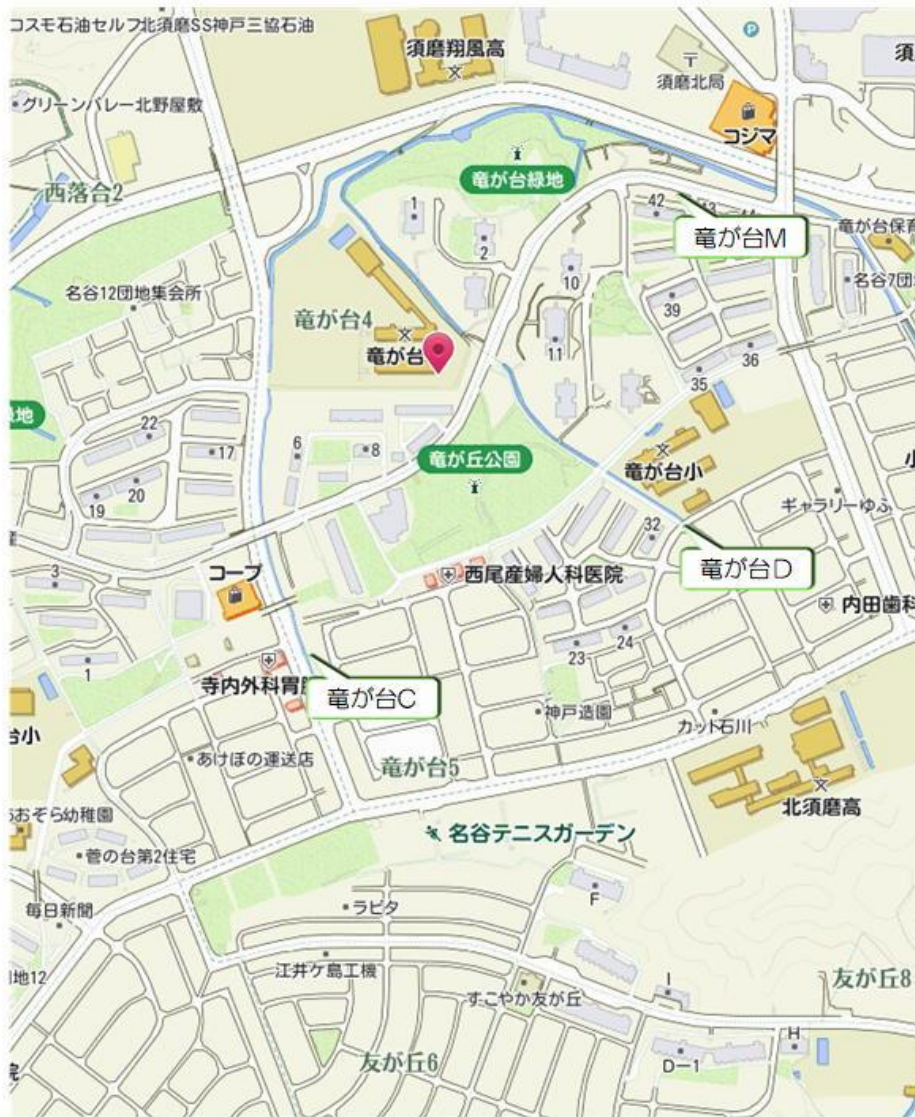 コスモ石油セルフ北須磨SS神戸三協石油
須磨翔風高
須磨北局
グリーンバレー北野屋敷
コジマ
西落合2
竜が台緑地
1
2
42
43
竜が台M
竜が台保育
名谷12団地集会所
10
名谷7団
竜が台4
39
11
竜が台
36
35
緑地
22
17
6
8
竜が丘公園
竜が台小
20
19
ギャラリーゆふ
32
コープ
3
西尾産婦人科医院
竜が台D
内田歯科
1
寺内外科胃腸
23
24
竜が台C
台小
神戸造園
カット石川
あけぼの運送店
竜が台5
北須磨高
あおぞら幼稚園
名谷テニスガーデン
菅の台第2住宅
F
毎日新聞
ラビタ
地12
江井ケ島工機
I
すこやか友が丘
友が丘8
H
友が丘6
D-1
院